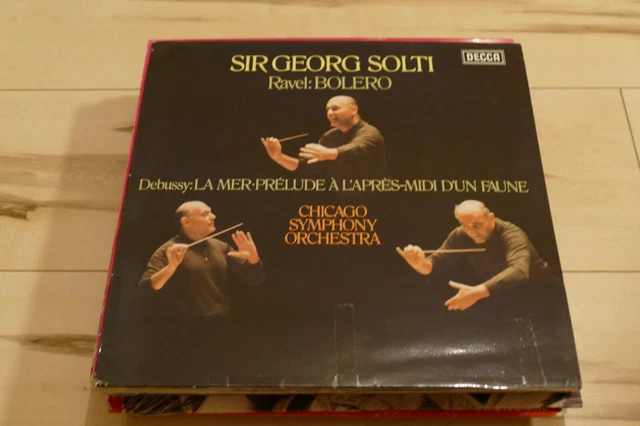 SIR GEORG SOLTI
DECCA
Ravel: BOLERO
Debussy: LA MER·PRÉLUDE À L'APRÈS-MIDI D'UN FAUNE
CHICAGO
SYMPHONY
ORCHESTRA